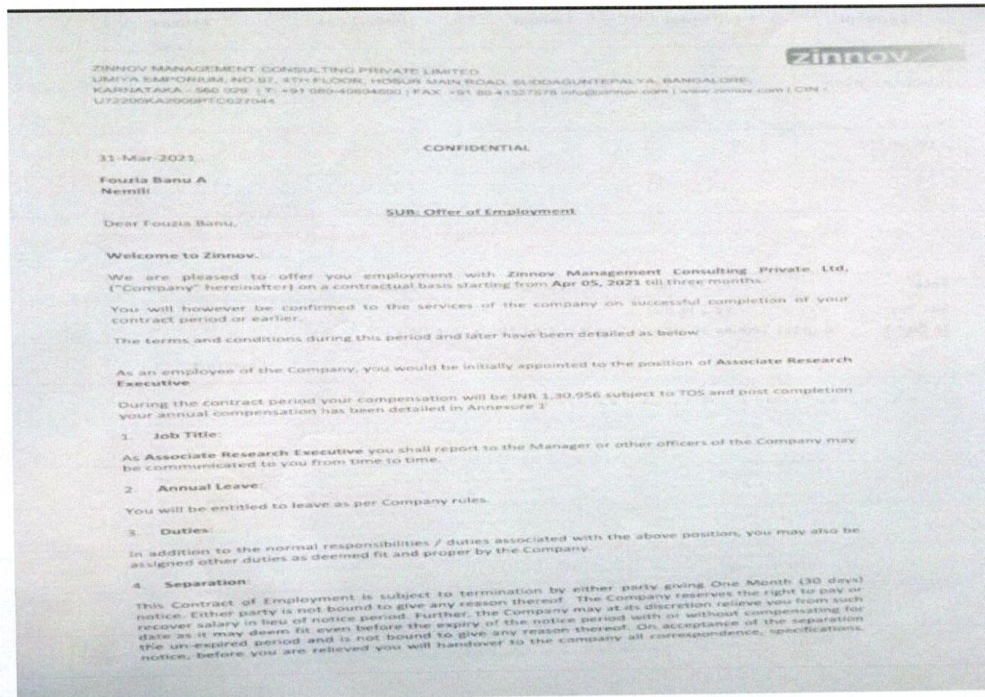 zinnov
ZINNOV MANAGEMENT CONSULTING PRIVATE LIMITED
UMIYA EMPORIUM, NO.97, 4TH FLOOR, HOSUR MAIN ROAD, SUDDAGUNTEPALYA, BANGALORE,
KARNATAKA - 560 029 | T: +91 080-40804600 | FAX: +91 80 41327578 info@zinnov.com | www.zinnov.com | CIN -
U72200KA2000PTC027044
CONFIDENTIAL
31-Mar-2021
Fouzia Banu A
Nemili
SUB: Offer of Employment
Dear Fouzia Banu,
Welcome to Zinnov.
We are pleased to offer you employment with Zinnov Management Consulting Private Ltd,
("Company" hereinafter) on a contractual basis starting from Apr 05, 2021 till three months.
You will however be confirmed to the services of the company on successful completion of your
contract period or earlier.
The terms and conditions during this period and later have been detailed as below
As an employee of the Company, you would be initially appointed to the position of Associate Research
Executive
During the contract period your compensation will be INR 1,30,956 subject to TDS and post completion
your annual compensation has been detailed in Annexure 1
1. Job Title:
As Associate Research Executive you shall report to the Manager or other officers of the Company may
be communicated to you from time to time.
2. Annual Leave:
You will be entitled to leave as per Company rules.
3. Duties:
In addition to the normal responsibilities / duties associated with the above position, you may also be
assigned other duties as deemed fit and proper by the Company.
4. Separation:
This Contract of Employment is subject to termination by either party giving One Month (30 days)
notice. Either party is not bound to give any reason thereof. The Company reserves the right to pay or
recover salary in lieu of notice period. Further, the Company may at its discretion relieve you from such
date as it may deem fit even before the expiry of the notice period with or without compensating for
the un-expired period and is not bound to give any reason thereof. On acceptance of the separation
notice, before you are relieved you will handover to the company all correspondence, specifications,